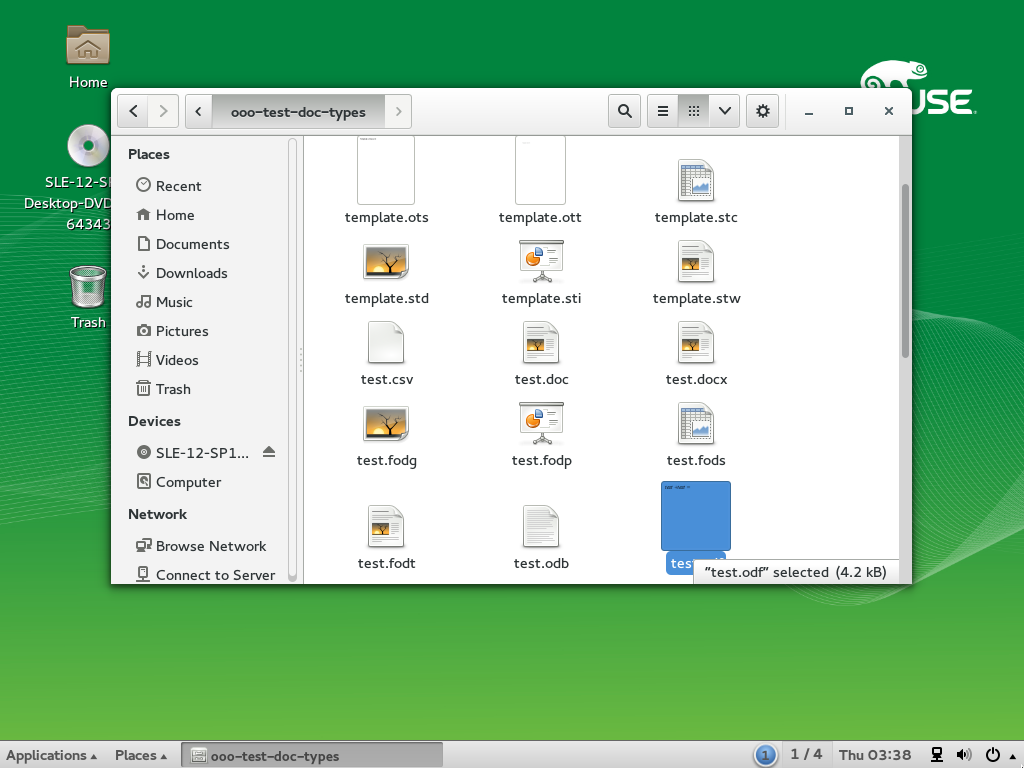 Home
SLE-12-SP
Desktop-DVD
64343
Trash
USE
ooo-test-doc-types
Places
Recent
Home
Documents
Downloads
Music
Pictures
Videos
Trash
Devices
SLE-12-SP1...
Computer
Network
Browse Network
Connect to Server
template.ots
template.ott
template.stc
template.std
template.sti
template.stw
test.csv
test.doc
test.docx
test.fodg
test.fodp
test.fods
test.fodt
test.odb
"test.odf" selected (4.2 kB)
Applications
Places
ooo-test-doc-types
1
1 / 4
Thu 03:38